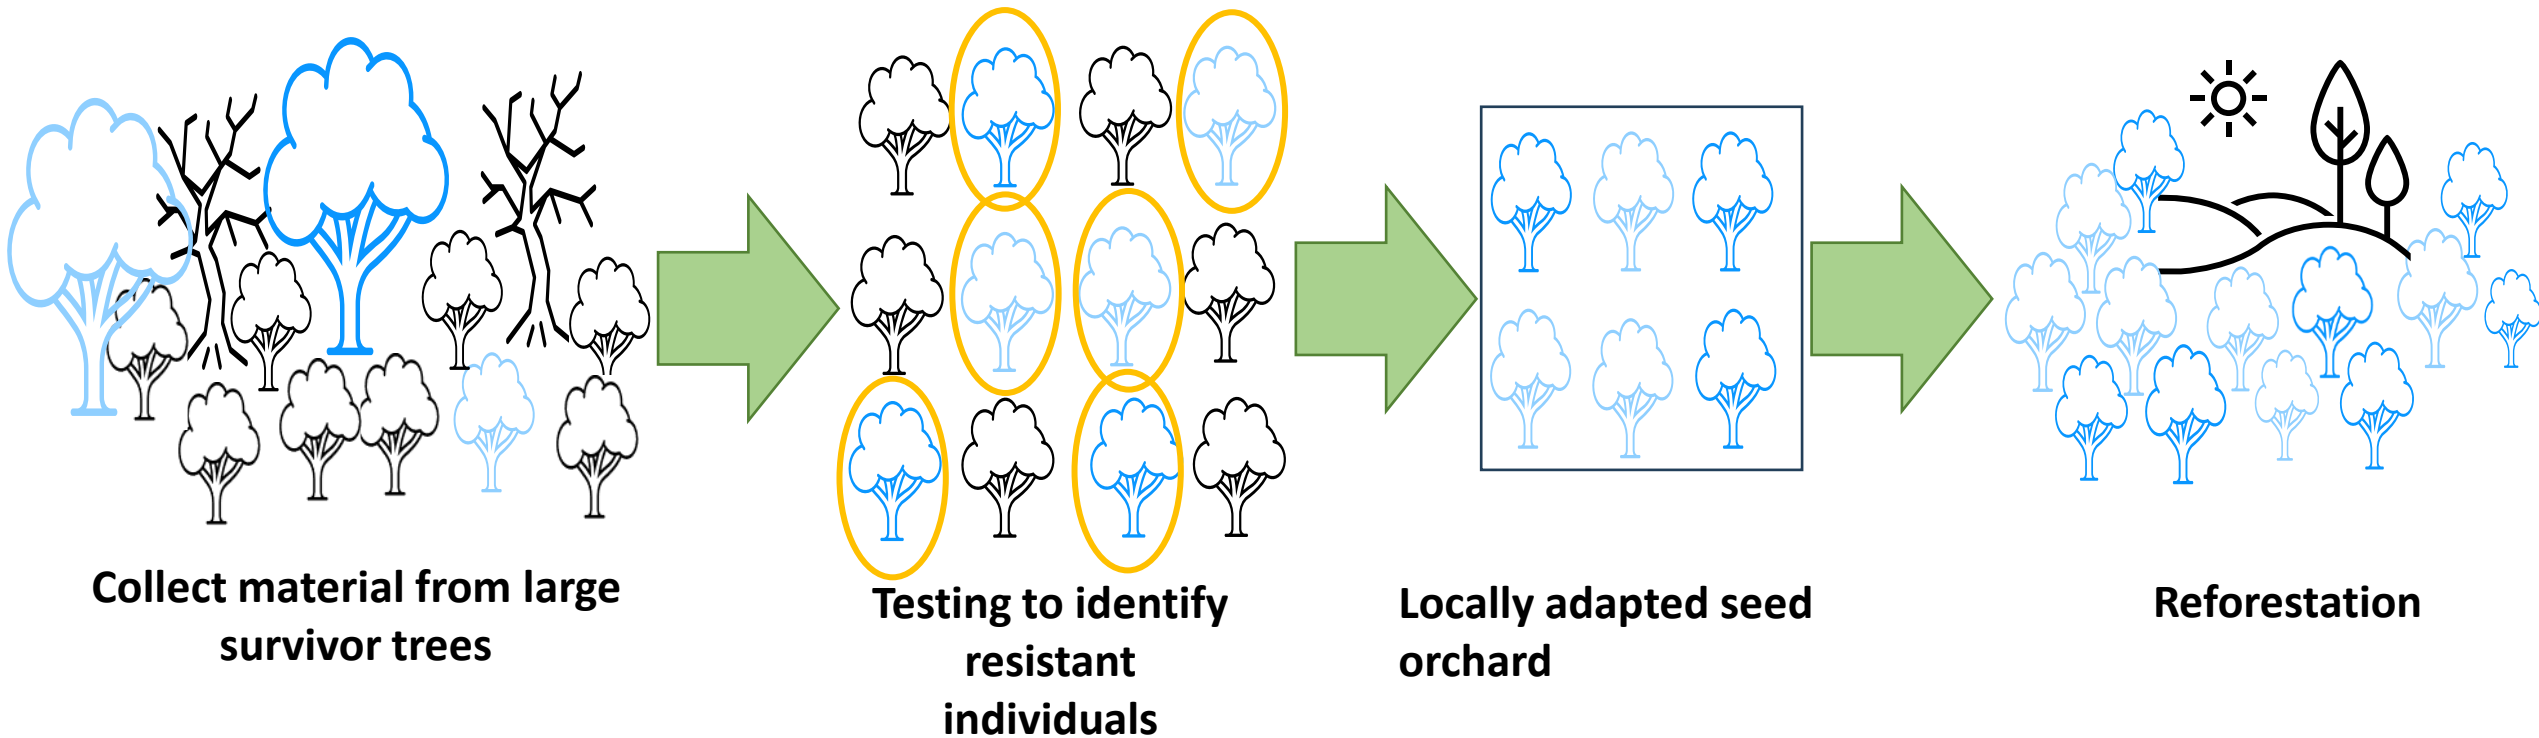 Collect material from large
survivor trees
Testing to identify
resistant
individuals
Locally adapted seed
orchard
Reforestation